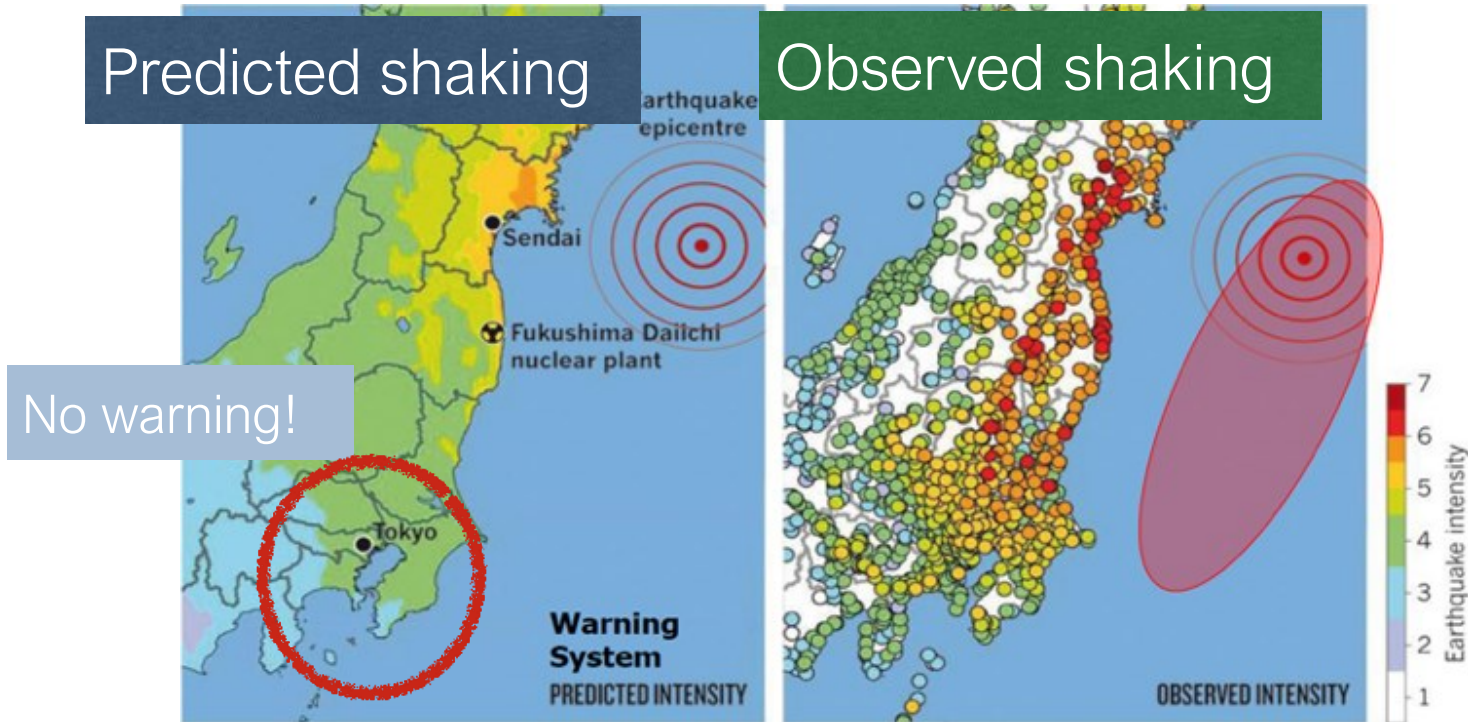 Predicted shaking
Observed shaking
arthquake
epicentre
Sendai
Fukushima Daiichi
nuclear plant
No warning!
Tokyo
Warning
System
PREDICTED INTENSITY
OBSERVED INTENSITY
7
6
5
4
3
2
1
Earthquake intensity